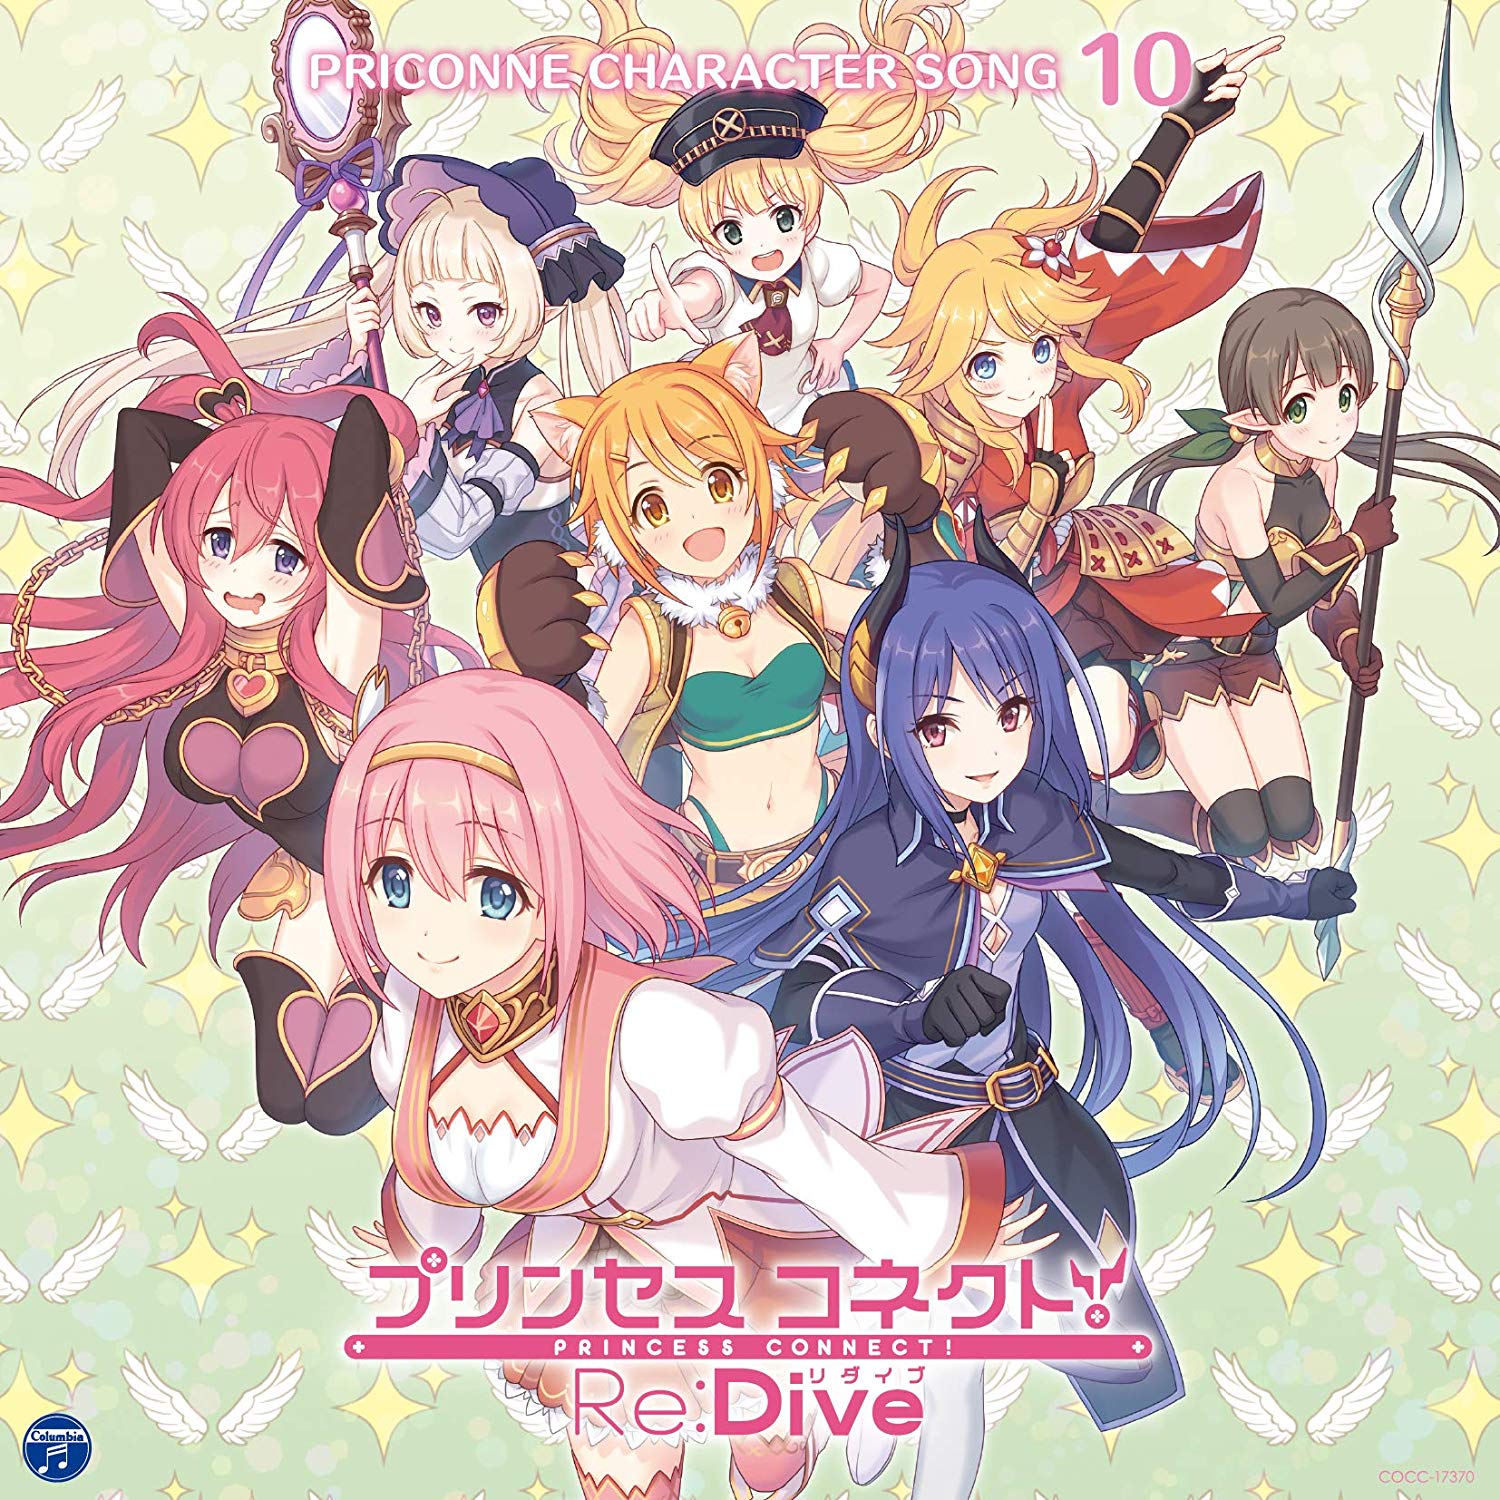 PRICONNE CHARACTER SONG 10
プリンセスコネクト!
PRINCESS CONNECT!
リダイブ
Re:Dive
Columbia
COCC-17370